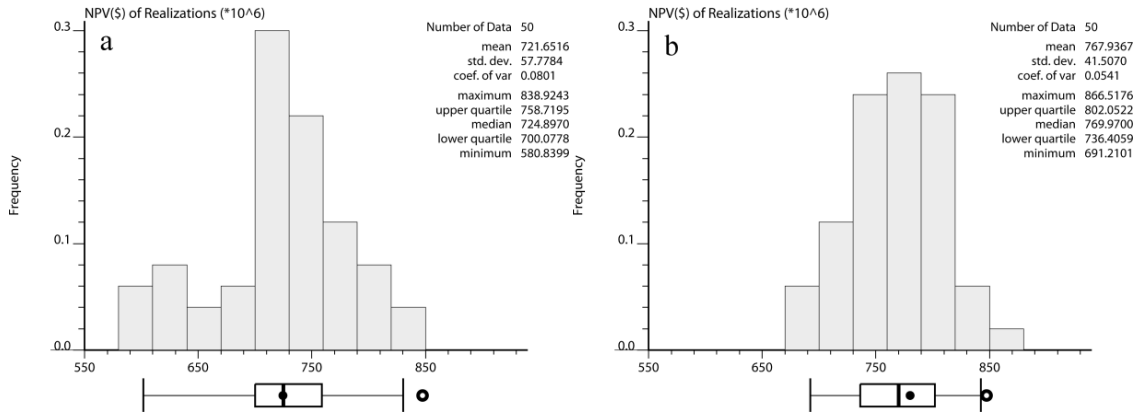 NPV($) of Realizations (*10^6)
a
Number of Data 50
mean 721.6516
std. dev. 57.7784
coef. of var 0.0801
maximum 838.9243
upper quartile 758.7195
median 724.8970
lower quartile 700.0778
minimum 580.8399
Frequency
0.3
0.2
0.1
0.0
550 650 750 850
NPV($) of Realizations (*10^6)
b
Number of Data 50
mean 767.9367
std. dev. 41.5070
coef. of var 0.0541
maximum 866.5176
upper quartile 802.0522
median 769.9700
lower quartile 736.4059
minimum 691.2101
Frequency
0.3
0.2
0.1
0.0
550 650 750 850